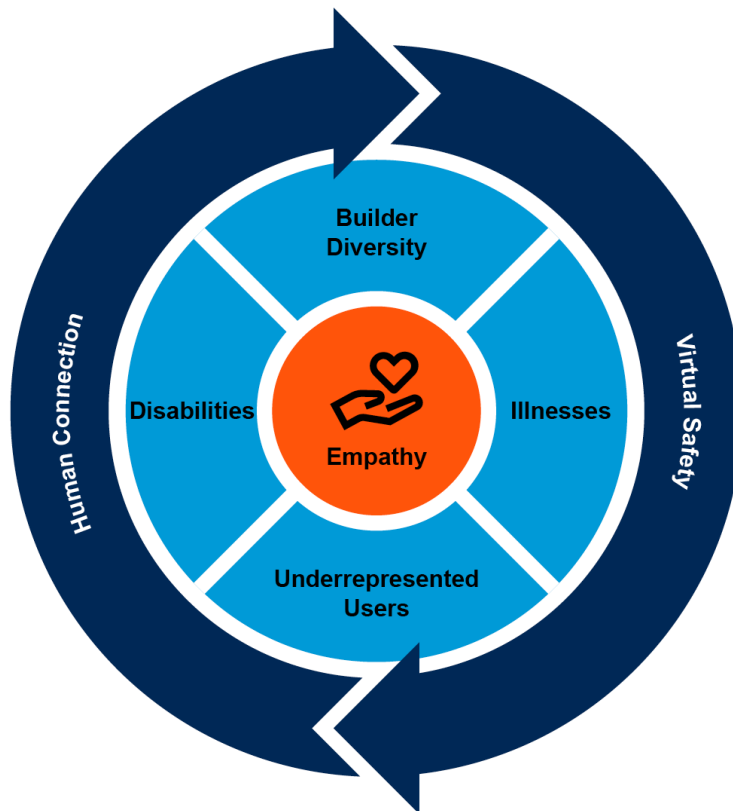 Builder
Diversity
Human Connection
Disabilities
Empathy
Illnesses
Virtual Safety
Underrepresented
Users